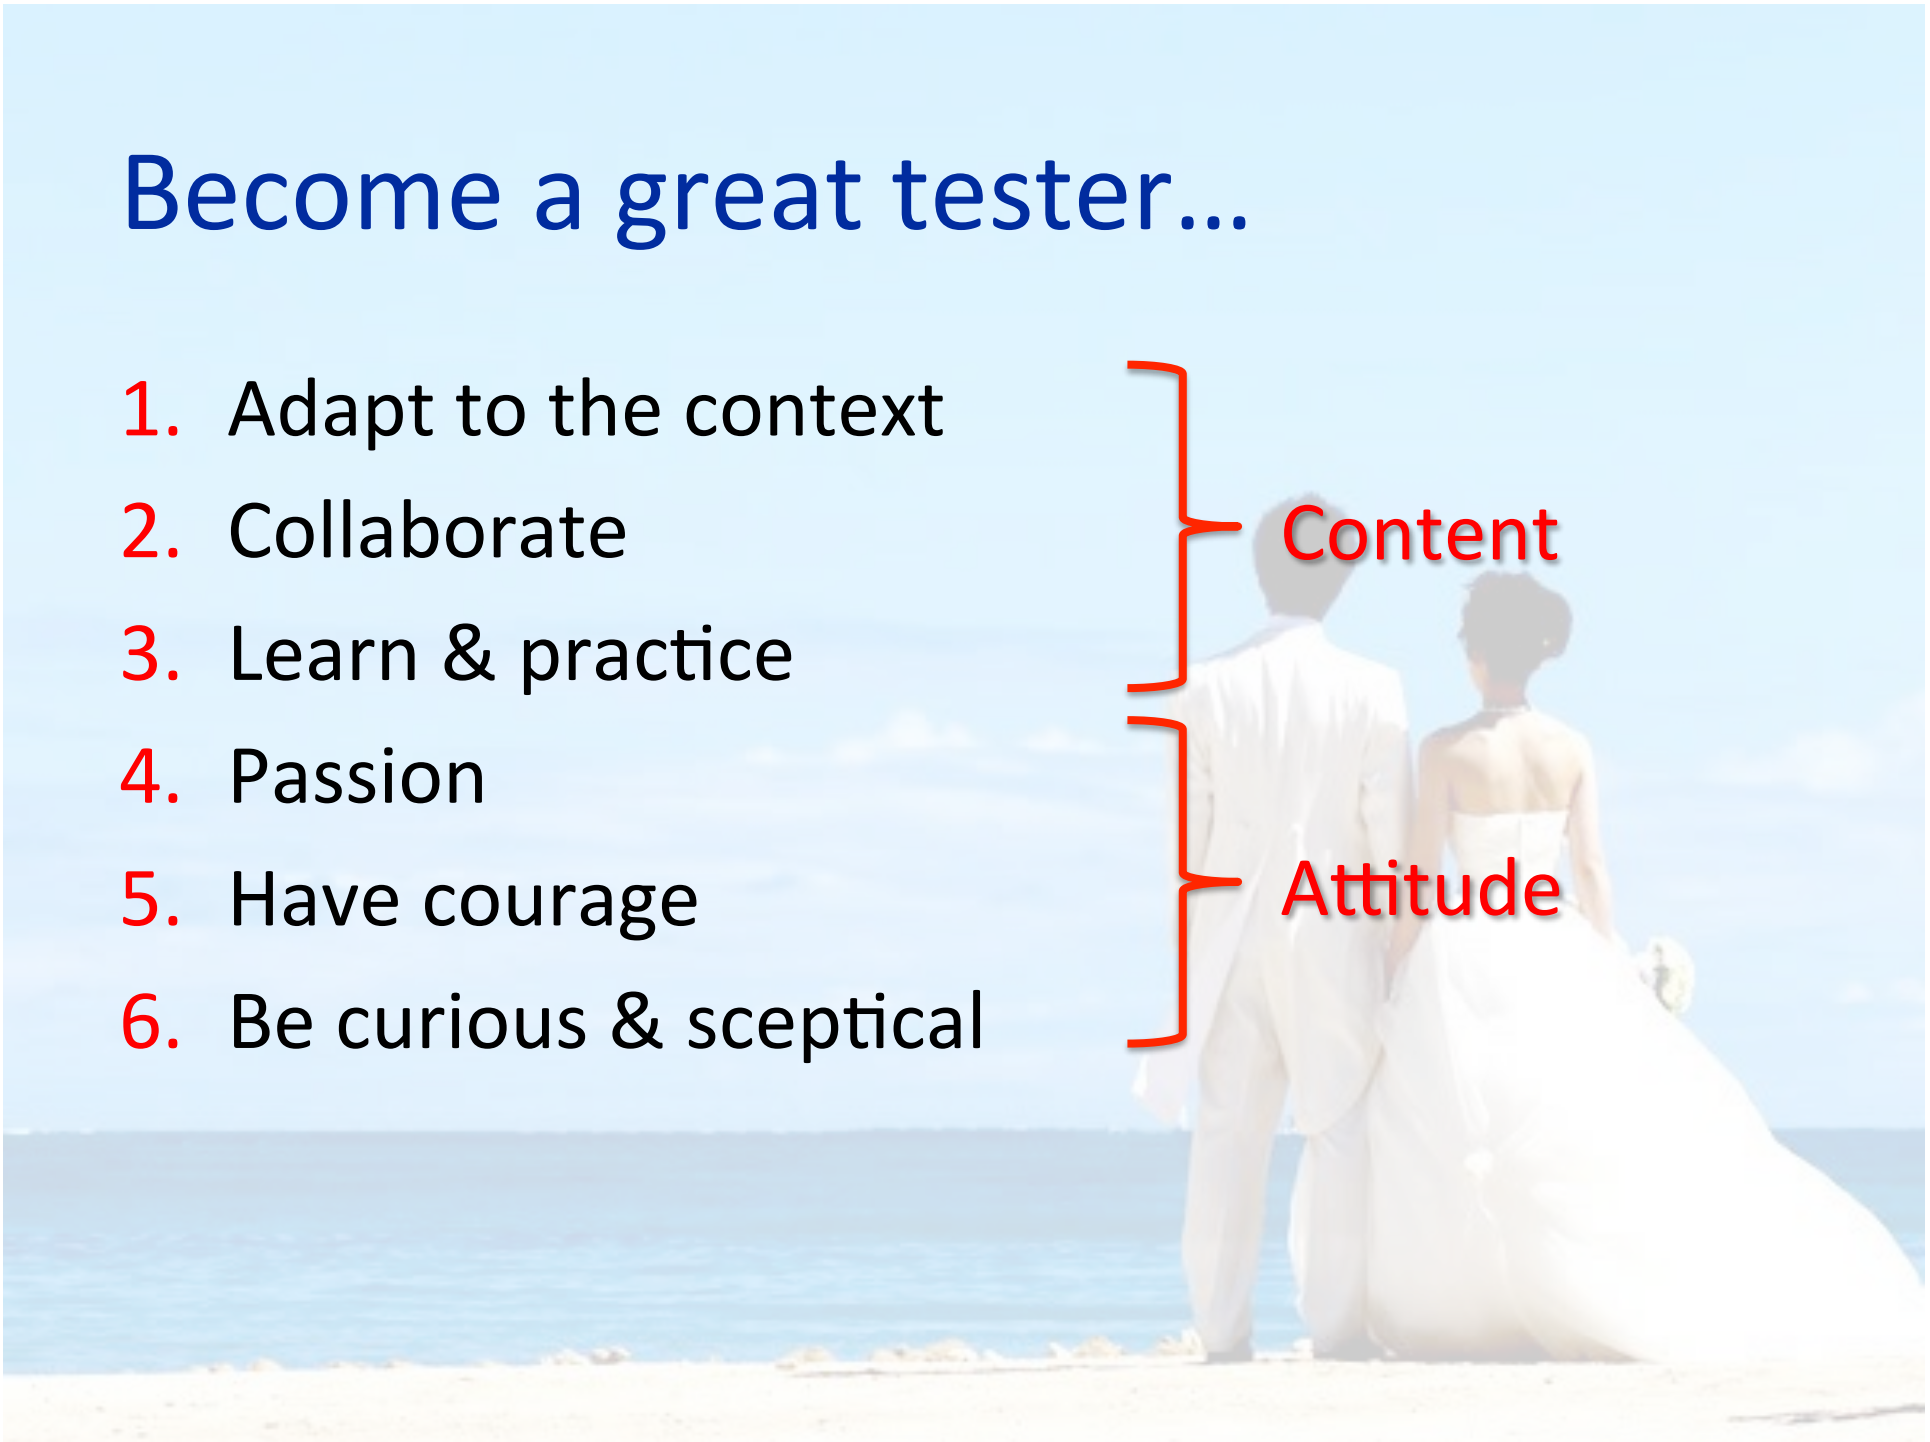 Become a great tester...
1. Adapt to the context
2. Collaborate
3. Learn & practice
Content
4. Passion
5. Have courage
6. Be curious & sceptical
Attitude